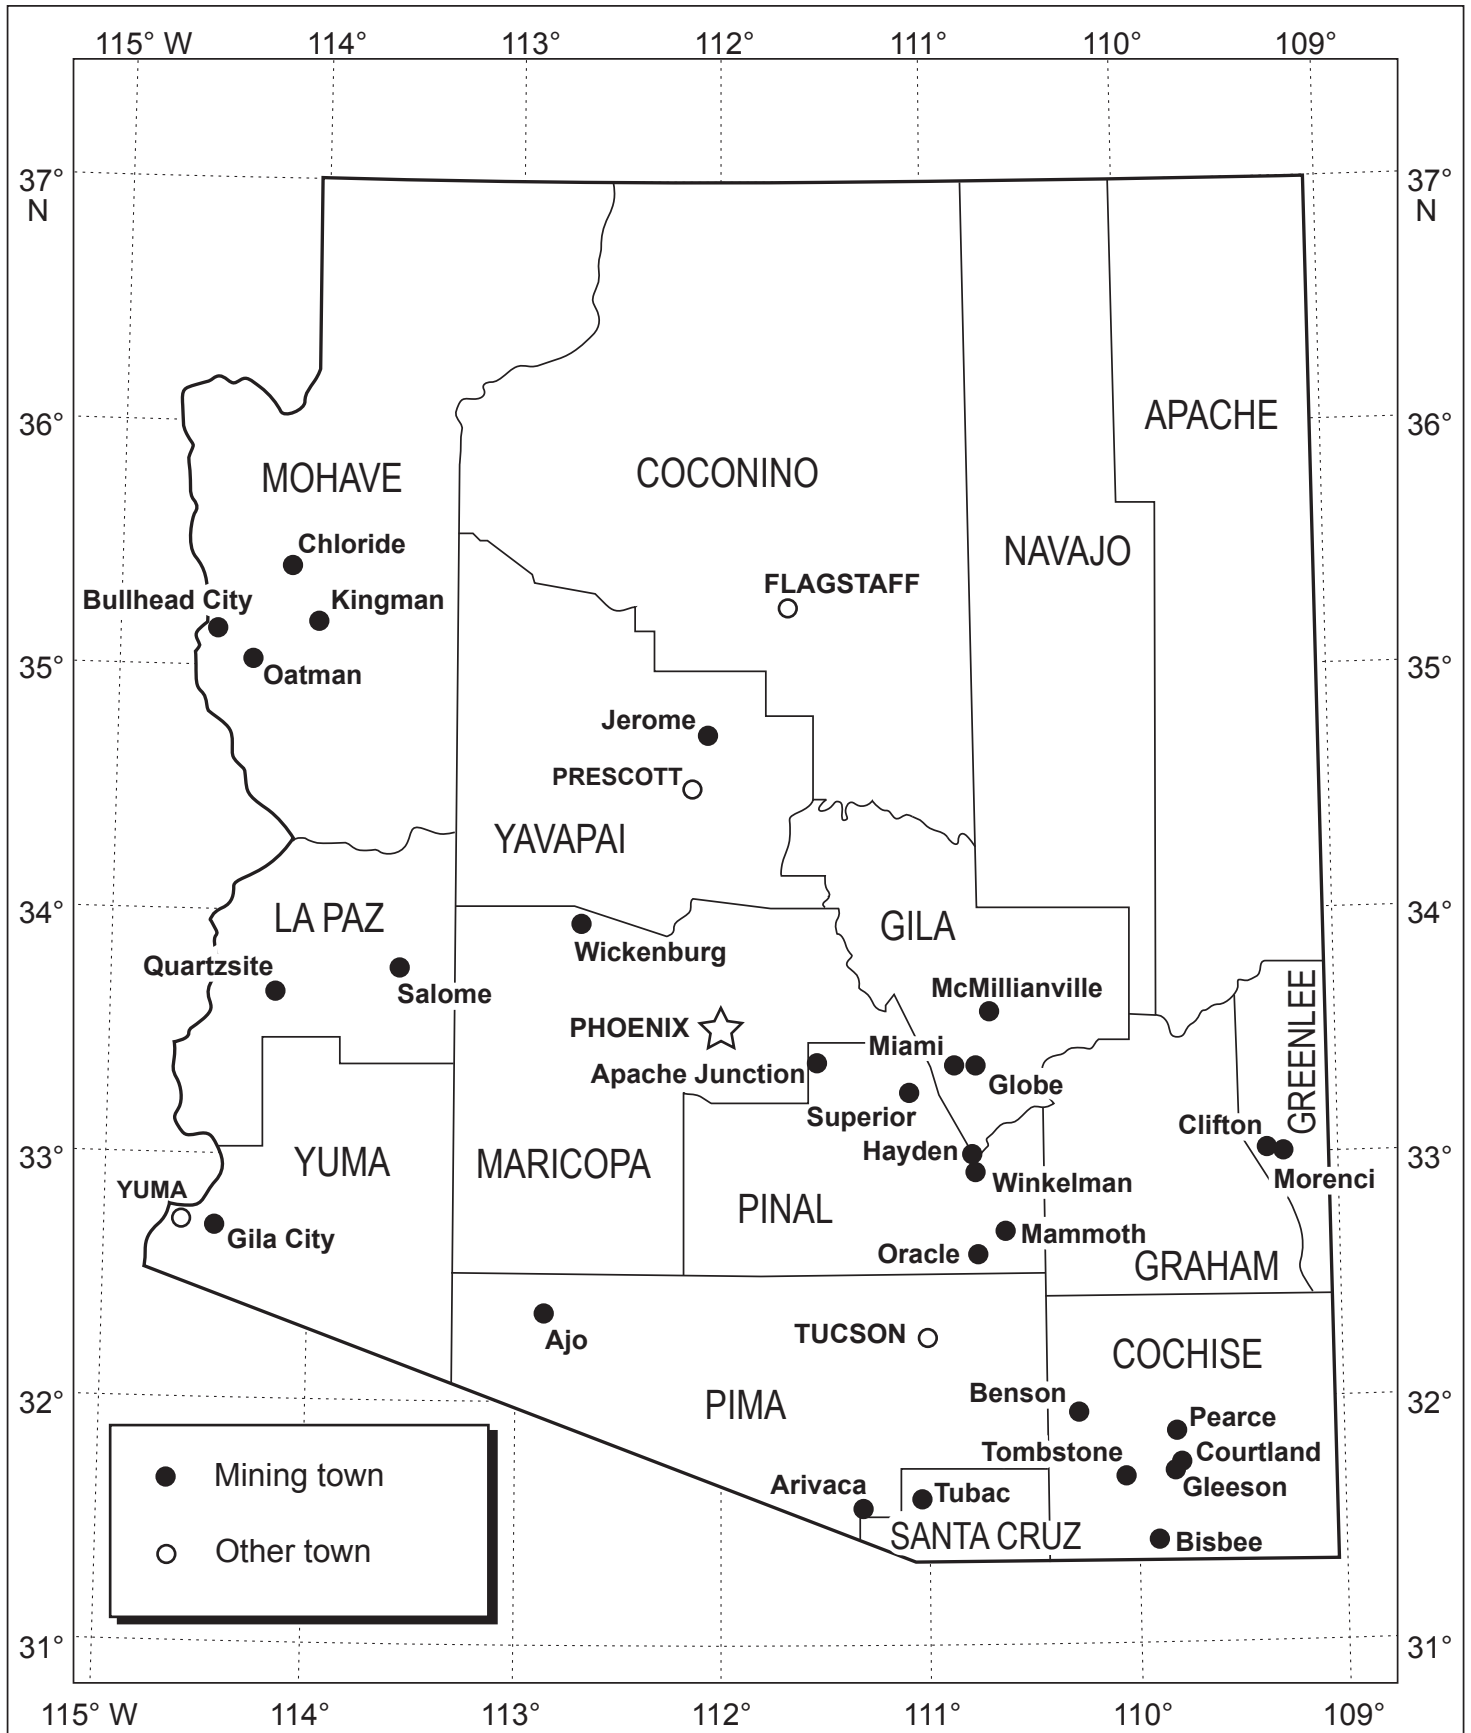 115° W 114° 113° 112° 111° 110° 109°
37° 37°
N N
36° 36°
APACHE
MOHAVE COCONINO
Chloride
NAVAJO
FLAGSTAFF
Bullhead City Kingman
35° 35°
Oatman
Jerome
PRESCOTT
YAVAPAI
34° 34°
LA PAZ GILA
Wickenburg
Quartzsite
Salome McMillianville
PHOENIX
Miami
GREENLEE
Apache Junction Globe
Superior
Clifton
Hayden
33° 33°
YUMA MARICOPA
Morenci
YUMA Winkelman
PINAL
Gila City Mammoth
Oracle
GRAHAM
Ajo TUCSON
COCHISE
Benson
32° 32°
PIMA
Pearce
Tombstone Courtland
Mining town
Arivaca Gleeson
Tubac
SANTA CRUZ
Bisbee
Other town
31° 31°
115° W 114° 113° 112° 111° 110° 109°